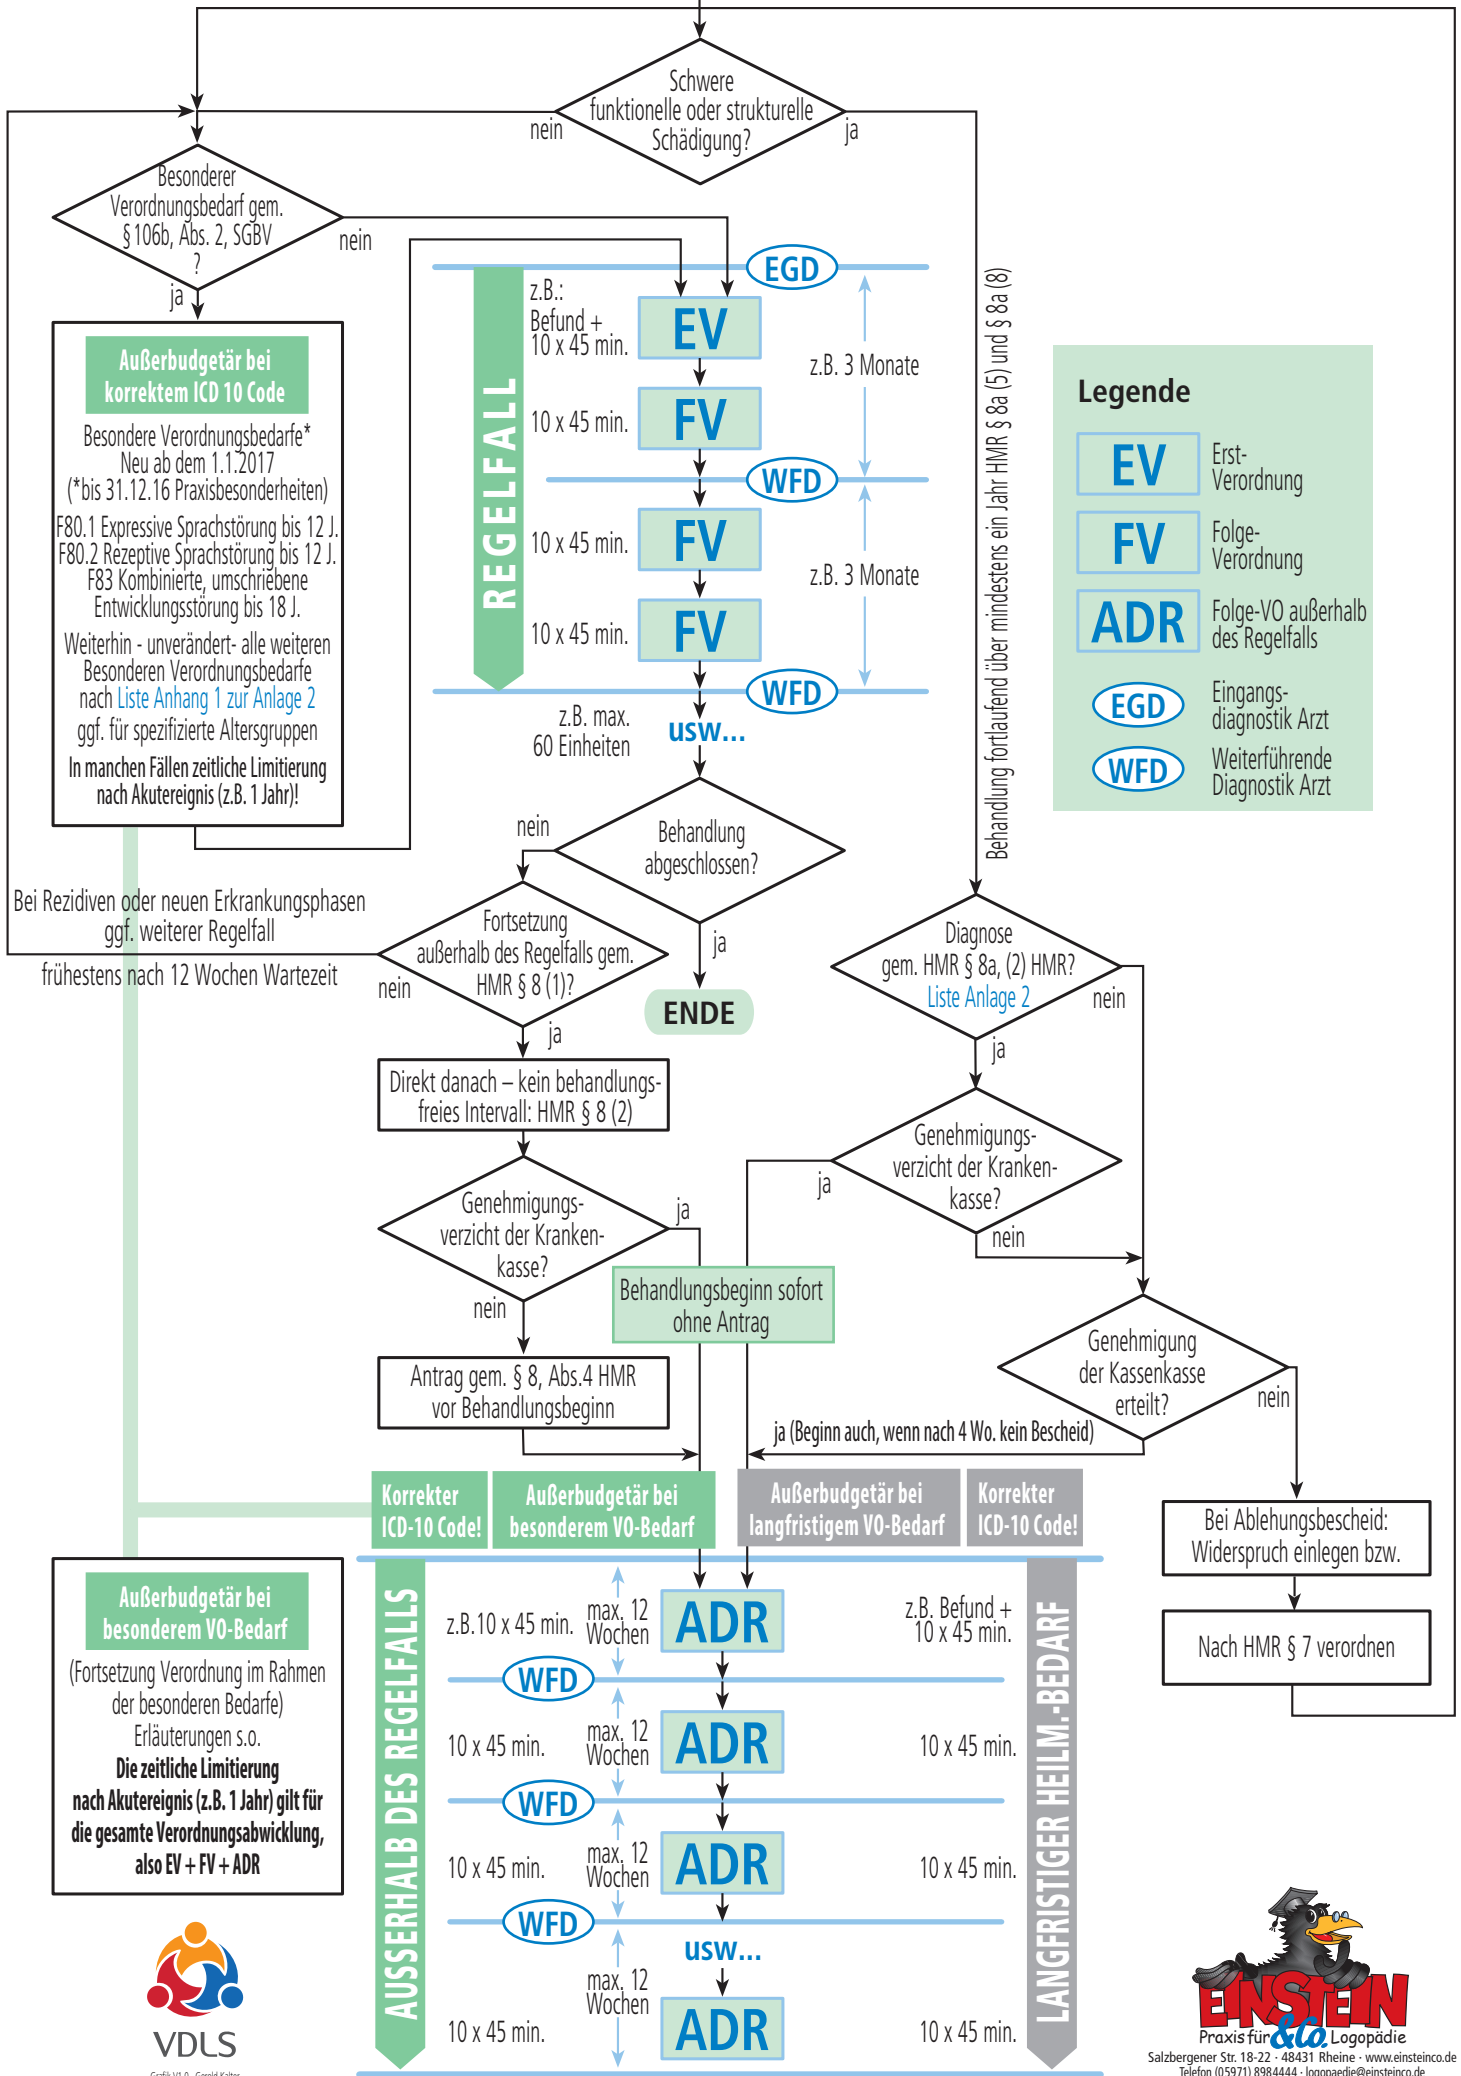 Schwere
funktionelle oder strukturelle
Schädigung?
nein
ja
Besonderer
Verordnungsbedarf gem.
§ 106b, Abs. 2, SGBV
?
nein
ja
Außerbudgetär bei
korrektem ICD 10 Code
Besondere Verordnungsbedarfe*
Neu ab dem 1.1.2017
(*bis 31.12.16 Praxisbesonderheiten)
F80.1 Expressive Sprachstörung bis 12 J.
F80.2 Rezeptive Sprachstörung bis 12 J.
F83 Kombinierte, umschriebene
Entwicklungsstörung bis 18 J.
Weiterhin - unverändert- alle weiteren
Besonderen Verordnungsbedarfe
nach Liste Anhang 1 zur Anlage 2
ggf. für spezifizierte Altersgruppen
In manchen Fällen zeitliche Limitierung
nach Akutereignis (z.B. 1 Jahr)!
REGELFALL
EGD
z.B.:
Befund +
10 x 45 min.
EV
z.B. 3 Monate
10 x 45 min.
FV
WFD
10 x 45 min.
FV
z.B. 3 Monate
10 x 45 min.
FV
WFD
z.B. max.
60 Einheiten
usw...
Behandlung fortlaufend über mindestens ein Jahr HMR § 8a (5) und § 8a (8)
Legende
EV
Erst-
Verordnung
FV
Folge-
Verordnung
ADR
Folge-VO außerhalb
des Regelfalls
EGD
Eingangs-
diagnostik Arzt
WFD
Weiterführende
Diagnostik Arzt
Behandlung
abgeschlossen?
nein
ja
ENDE
Bei Rezidiven oder neuen Erkrankungsphasen
ggf. weiterer Regelfall
frühestens nach 12 Wochen Wartezeit
Fortsetzung
außerhalb des Regelfalls gem.
HMR § 8 (1)?
nein
ja
Direkt danach – kein behandlungs-
freies Intervall: HMR § 8 (2)
Genehmigungs-
verzicht der Kranken-
kasse?
ja
nein
Antrag gem. § 8, Abs.4 HMR
vor Behandlungsbeginn
Diagnose
gem. HMR § 8a, (2) HMR?
Liste Anlage 2
nein
ja
Genehmigungs-
verzicht der Kranken-
kasse?
ja
nein
Behandlungsbeginn sofort
ohne Antrag
Genehmigung
der Kassenkasse
erteilt?
nein
ja (Beginn auch, wenn nach 4 Wo. kein Bescheid)
Bei Ablehungsbescheid:
Widerspruch einlegen bzw.
Nach HMR § 7 verordnen
Korrekter
ICD-10 Code!
Außerbudgetär bei
besonderem VO-Bedarf
Außerbudgetär bei
langfristigem VO-Bedarf
Korrekter
ICD-10 Code!
Außerbudgetär bei
besonderem VO-Bedarf
(Fortsetzung Verordnung im Rahmen
der besonderen Bedarfe)
Erläuterungen s.o.
Die zeitliche Limitierung
nach Akutereignis (z.B. 1 Jahr) gilt für
die gesamte Verordnungsabwicklung,
also EV + FV + ADR
AUSSERHALB DES REGELFALLS
z.B.10 x 45 min.
max. 12
Wochen
ADR
z.B. Befund +
10 x 45 min.
WFD
10 x 45 min.
max. 12
Wochen
ADR
10 x 45 min.
WFD
10 x 45 min.
max. 12
Wochen
ADR
10 x 45 min.
WFD
usw...
max. 12
Wochen
10 x 45 min.
ADR
10 x 45 min.
LANGFRISTIGER HEILM.-BEDARF
VDLS
Grafik V1.0 - Gerold Kalter
EINSTEIN
Praxis für &Co. Logopädie
Salzbergener Str. 18-22 · 48431 Rheine · www.einsteinco.de
Telefon (05971) 8984444 · logopaedie@einsteinco.de